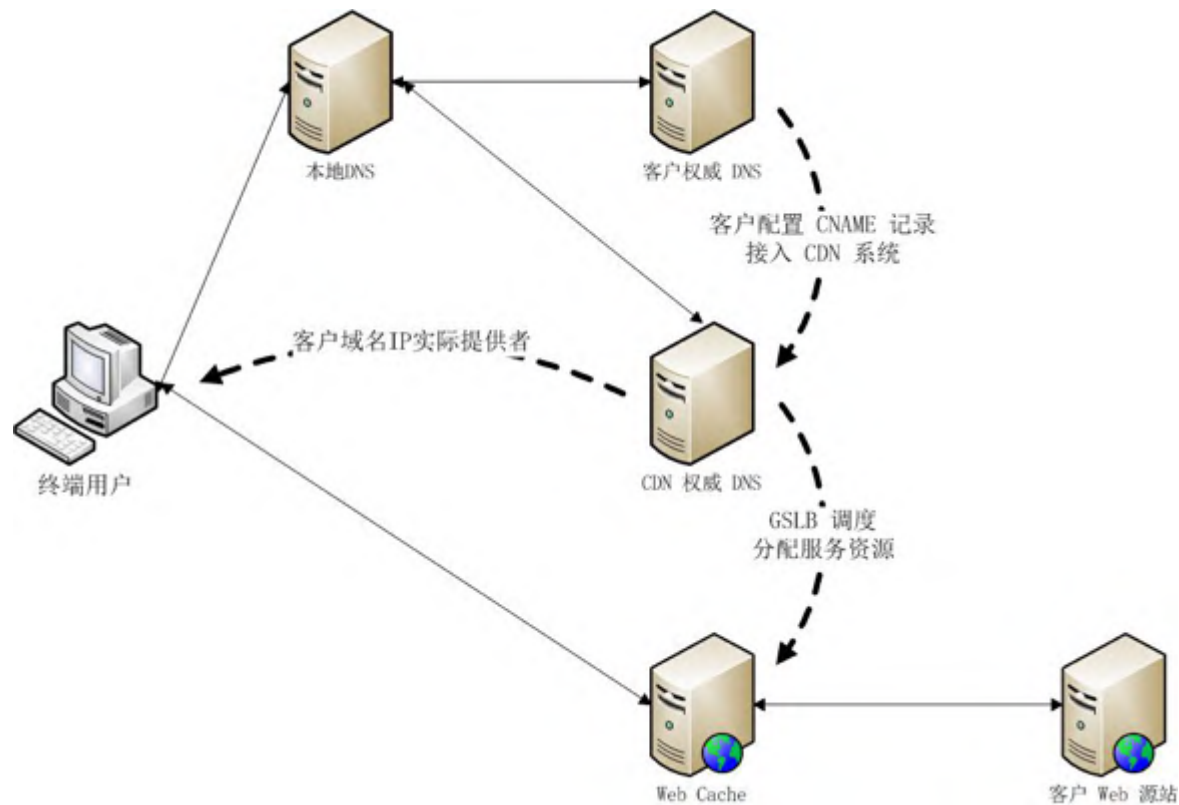 本地DNS
客户权威 DNS
客户配置 CNAME 记录
接入 CDN 系统
客户域名IP实际提供者
终端用户
CDN 权威 DNS
GSLB 调度
分配服务资源
Web Cache
客户 Web 源站